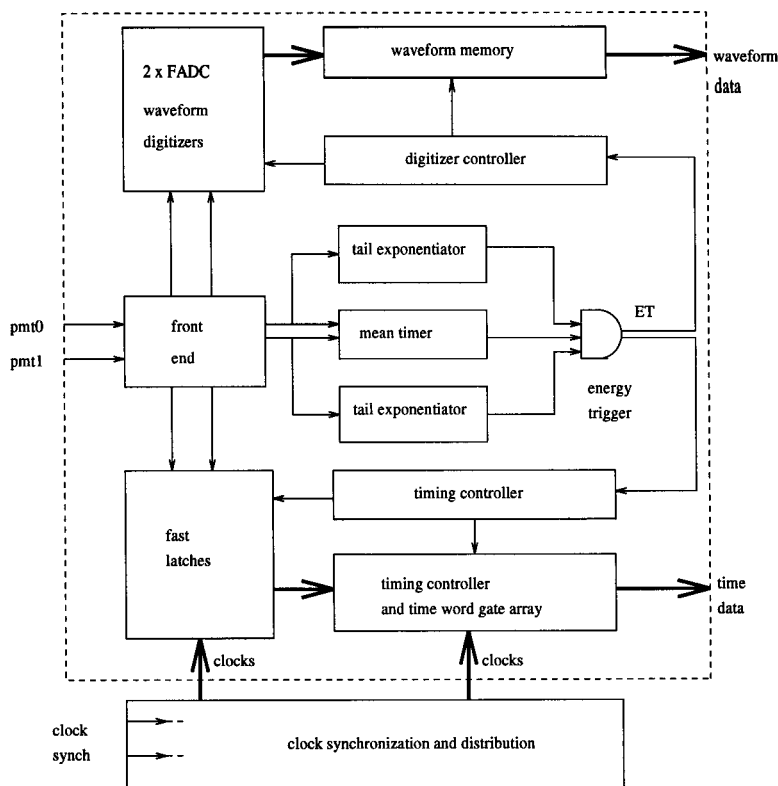 waveform memory
2 x FADC
waveform
digitizers
waveform
data
digitizer controller
tail exponentiator
pmt0
pmt1
front
end
mean timer
ET
energy
trigger
tail exponentiator
timing controller
fast
latches
timing controller
and time word gate array
time
data
clocks
clocks
clock
synch
clock synchronization and distribution